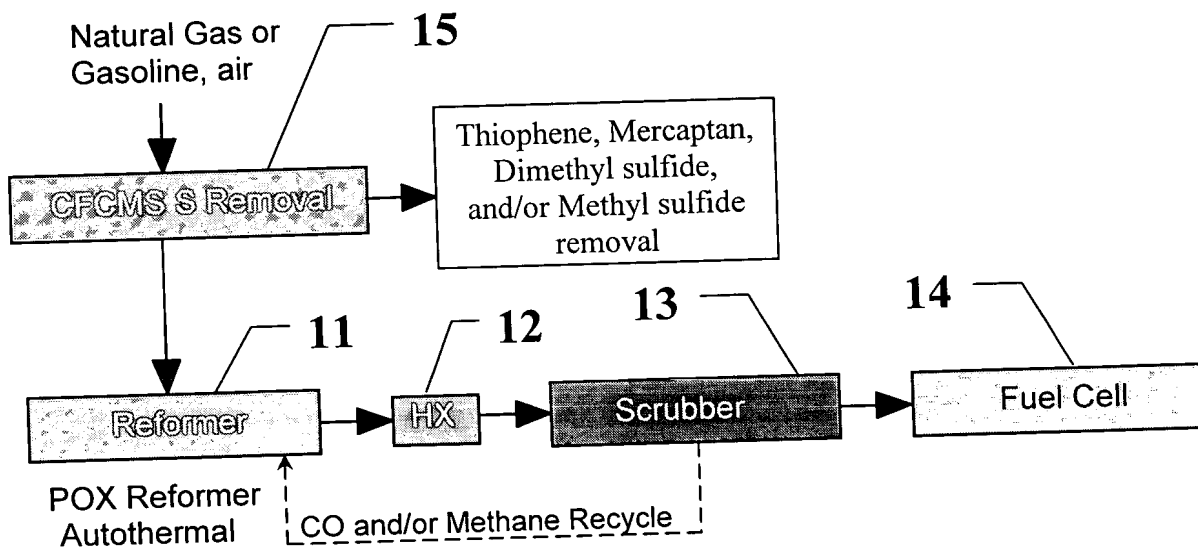 Natural Gas or
Gasoline, air
15
CFCMS S Removal
Thiophene, Mercaptan,
Dimethyl sulfide,
and/or Methyl sulfide
removal
11
12
13
14
Reformer
HX
Scrubber
Fuel Cell
POX Reformer
Autothermal
CO and/or Methane Recycle